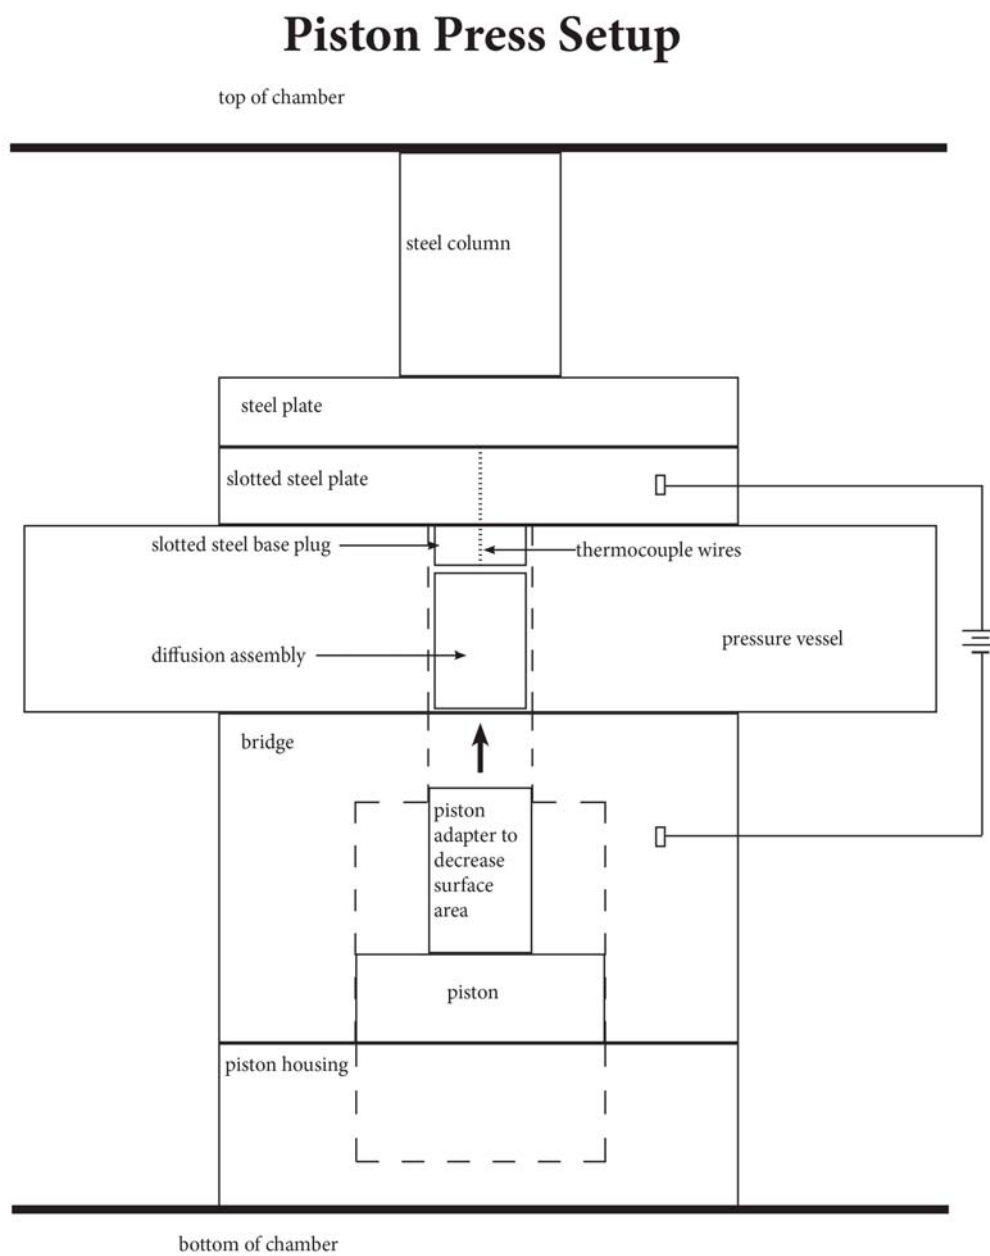 Piston Press Setup
top of chamber
steel column
steel plate
slotted steel plate
slotted steel base plug
thermocouple wires
pressure vessel
diffusion assembly
bridge
piston
adapter to
decrease
surface
area
piston
piston housing
bottom of chamber